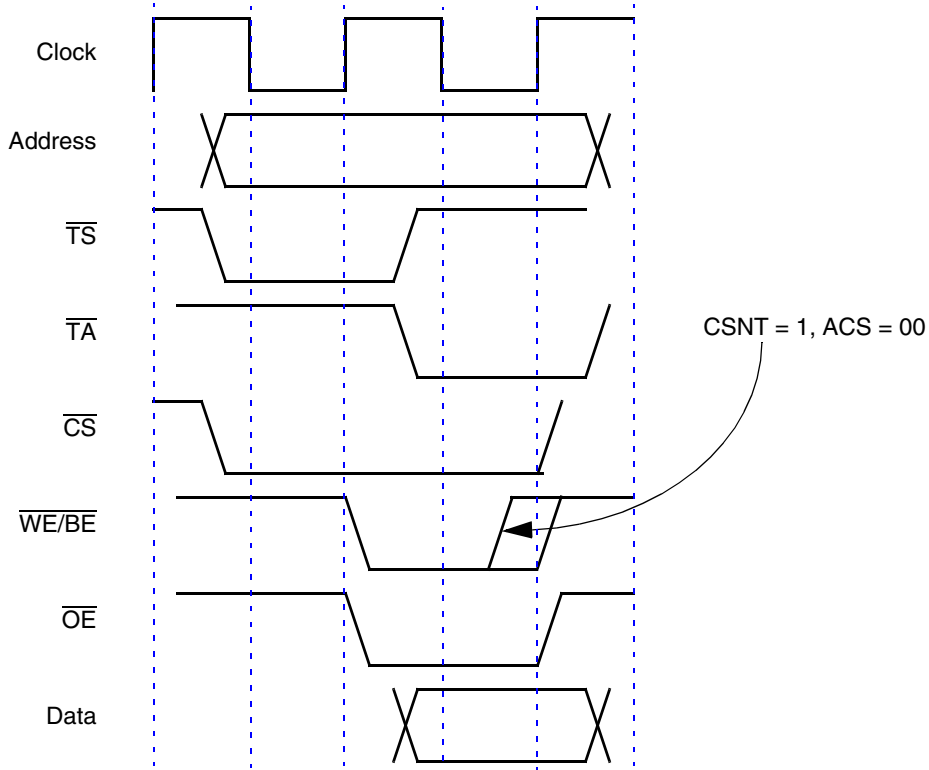 Clock
Address
TS
TA
CSNT = 1, ACS = 00
CS
WE/BE
OE
Data